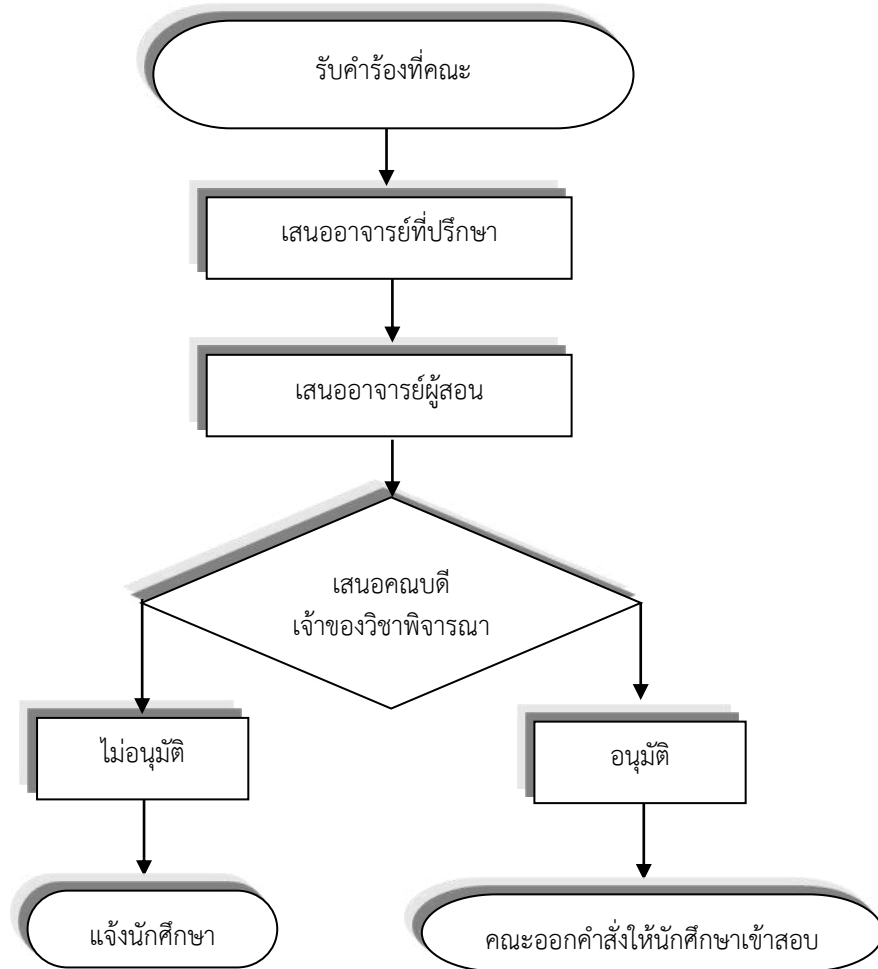 รับคำร้องที่คณะ
เสนออาจารย์ที่ปรึกษา
เสนออาจารย์ผู้สอน
เสนอคณบดี
เจ้าของวิชาพิจารณา
ไม่อนุมัติ
อนุมัติ
แจ้งนักศึกษา
คณะออกคำสั่งให้นักศึกษาเข้าสอบ